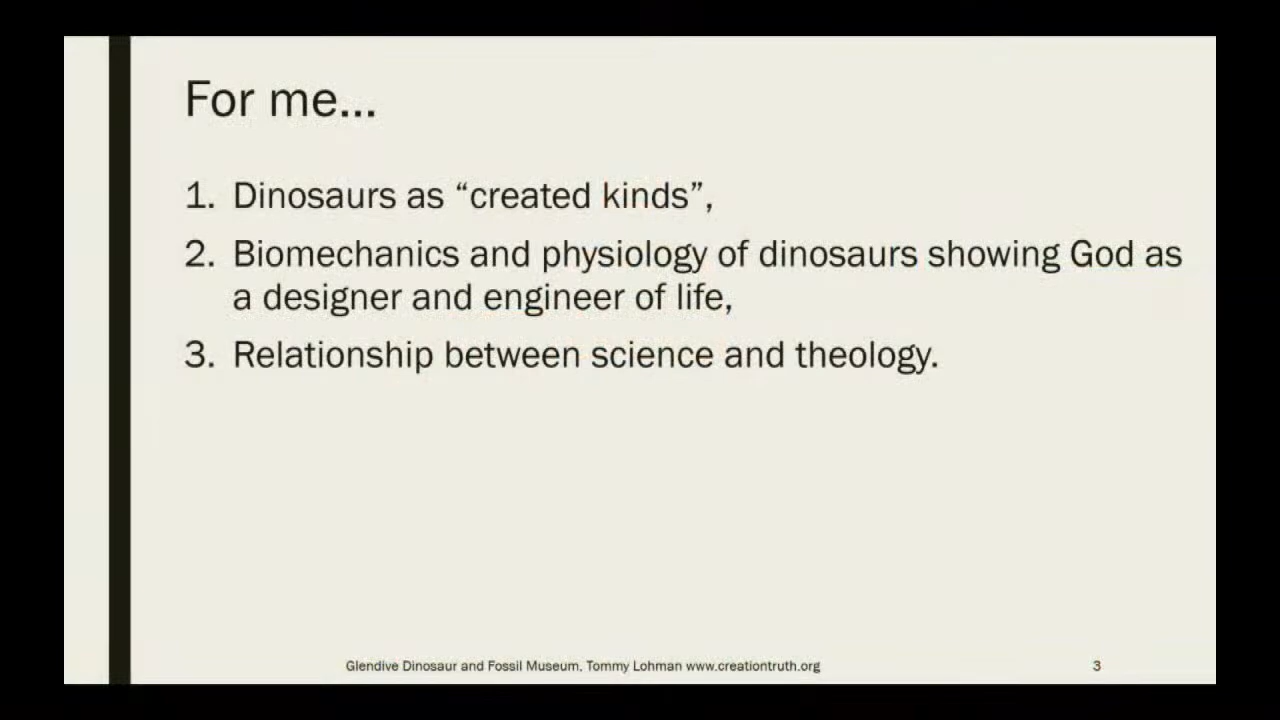 For me...
1. Dinosaurs as “created kinds”,
2. Biomechanics and physiology of dinosaurs showing God as
a designer and engineer of life,
3. Relationship between science and theology.
Glendive Dinosaur and Fossil Museum, Tommy Lohman www.creationtruth.org
3